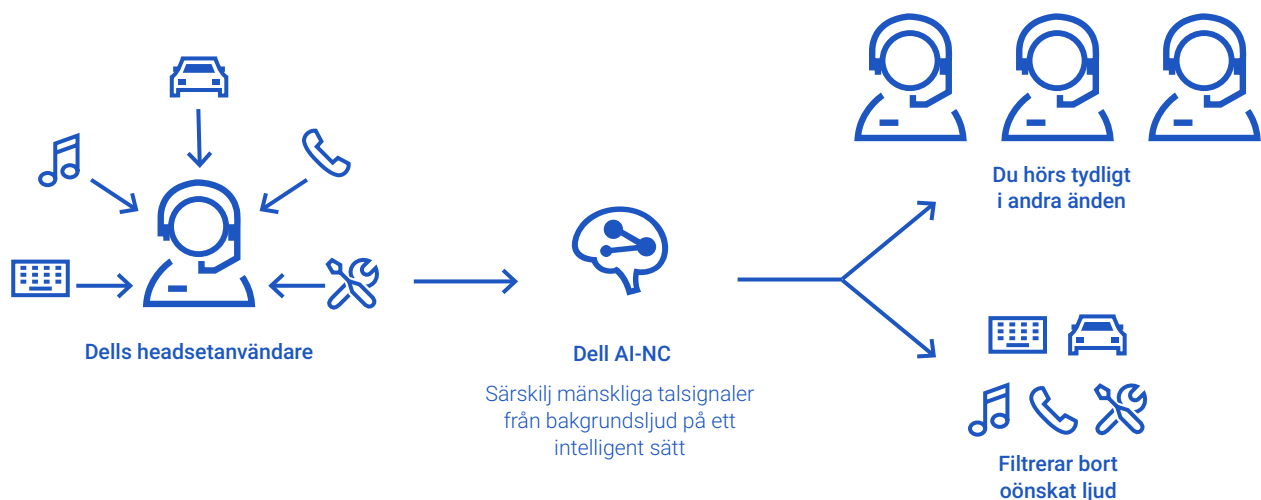 Dells headsetanvändare
Dell AI-NC
Särskilj mänskliga talsignaler
från bakgrundsljud på ett
intelligent sätt
Du hörs tydligt
i andra änden
Filtrerar bort
oönskat ljud